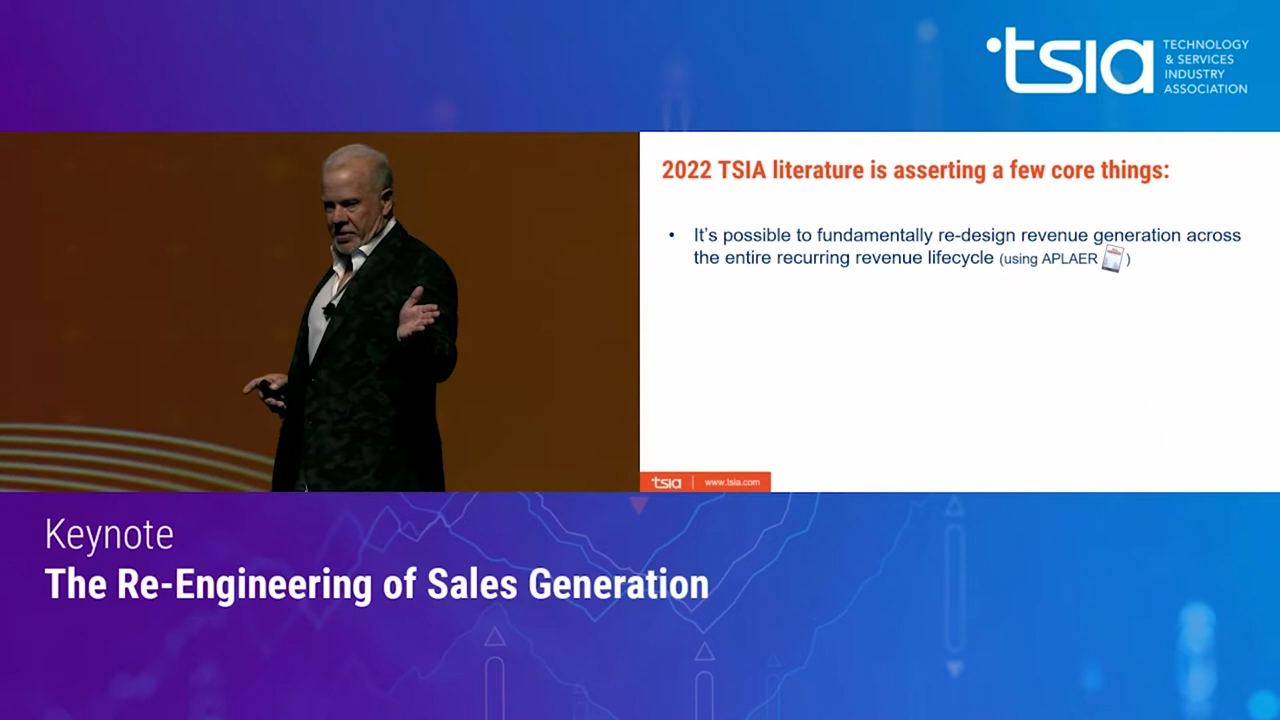 tsia
TECHNOLOGY
& SERVICES
INDUSTRY
ASSOCIATION
2022 TSIA literature is asserting a few core things:
• It's possible to fundamentally re-design revenue generation across
the entire recurring revenue lifecycle (using APLAER )
tsia | www.tsia.com
Keynote
The Re-Engineering of Sales Generation